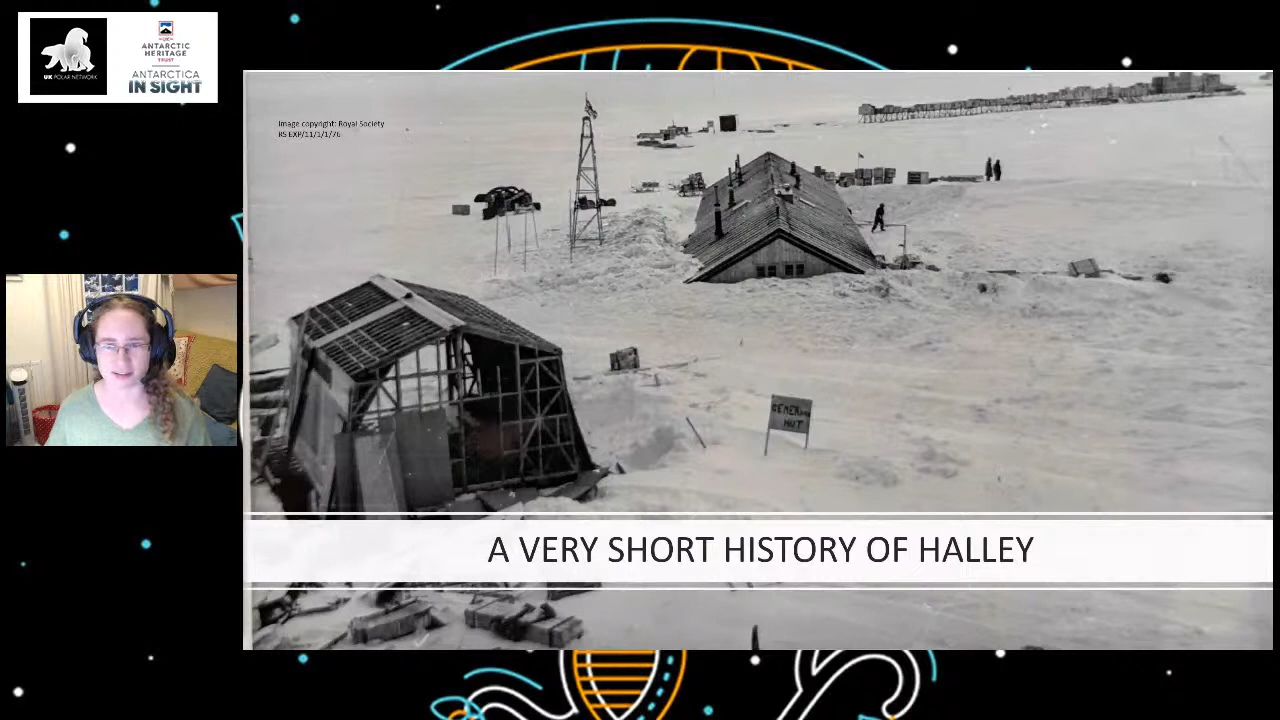 UK POLAR NETWORK
UK
ANTARCTIC
HERITAGE
TRUST
ANTARCTICA
IN SIGHT
Image copyright: Royal Society
RS EXP/11/1/1/76
HUT
A VERY SHORT HISTORY OF HALLEY